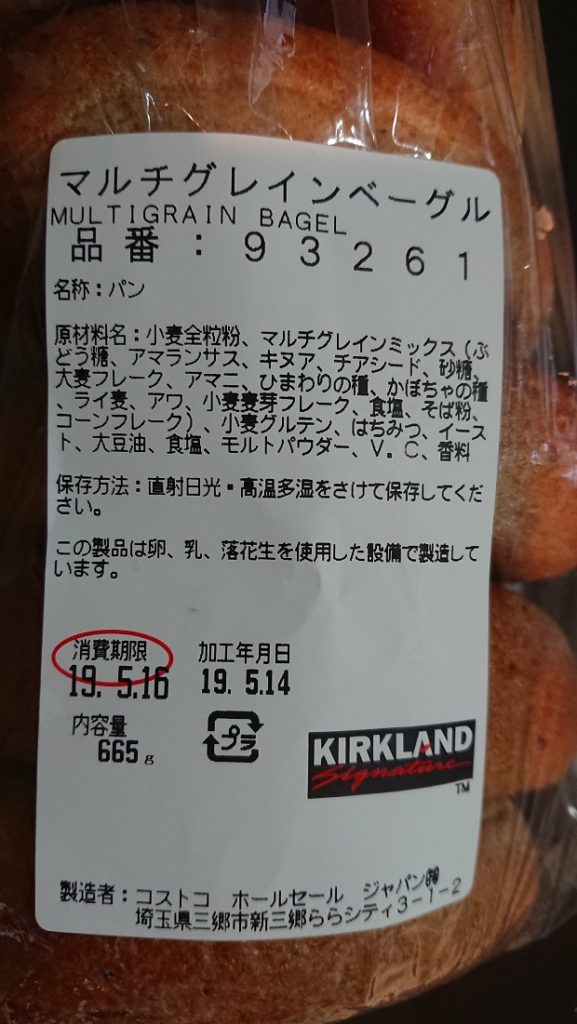 マルチグレインベーグル
MULTIGRAIN BAGEL
品番:93261
名称:パン
原材料名:小麦全粒粉、マルチグレインミックス(ぶ
どう糖、アマランサス、キヌア、チアシード、砂糖、
大麦フレーク、アマニ、ひまわりの種、かぼちゃの種
、ライ麦、アワ、小麦麦芽フレーク、食塩、そば粉、
コーンフレーク)、小麦グルテン、はちみつ、イース
ト、大豆油、食塩、モルトパウダー、V.C、香料
保存方法:直射日光・高温多湿をさけて保存してくだ
さい。
この製品は卵、乳、落花生を使用した設備で製造して
います。
消費期限 加工年月日
19. 5.16 19. 5.14
内容量
665g
プラ
KIRKLAND
Signature
TM
製造者:コストコ ホールセール ジャパン㈱
埼玉県三郷市新三郷ららシティ3-1-2